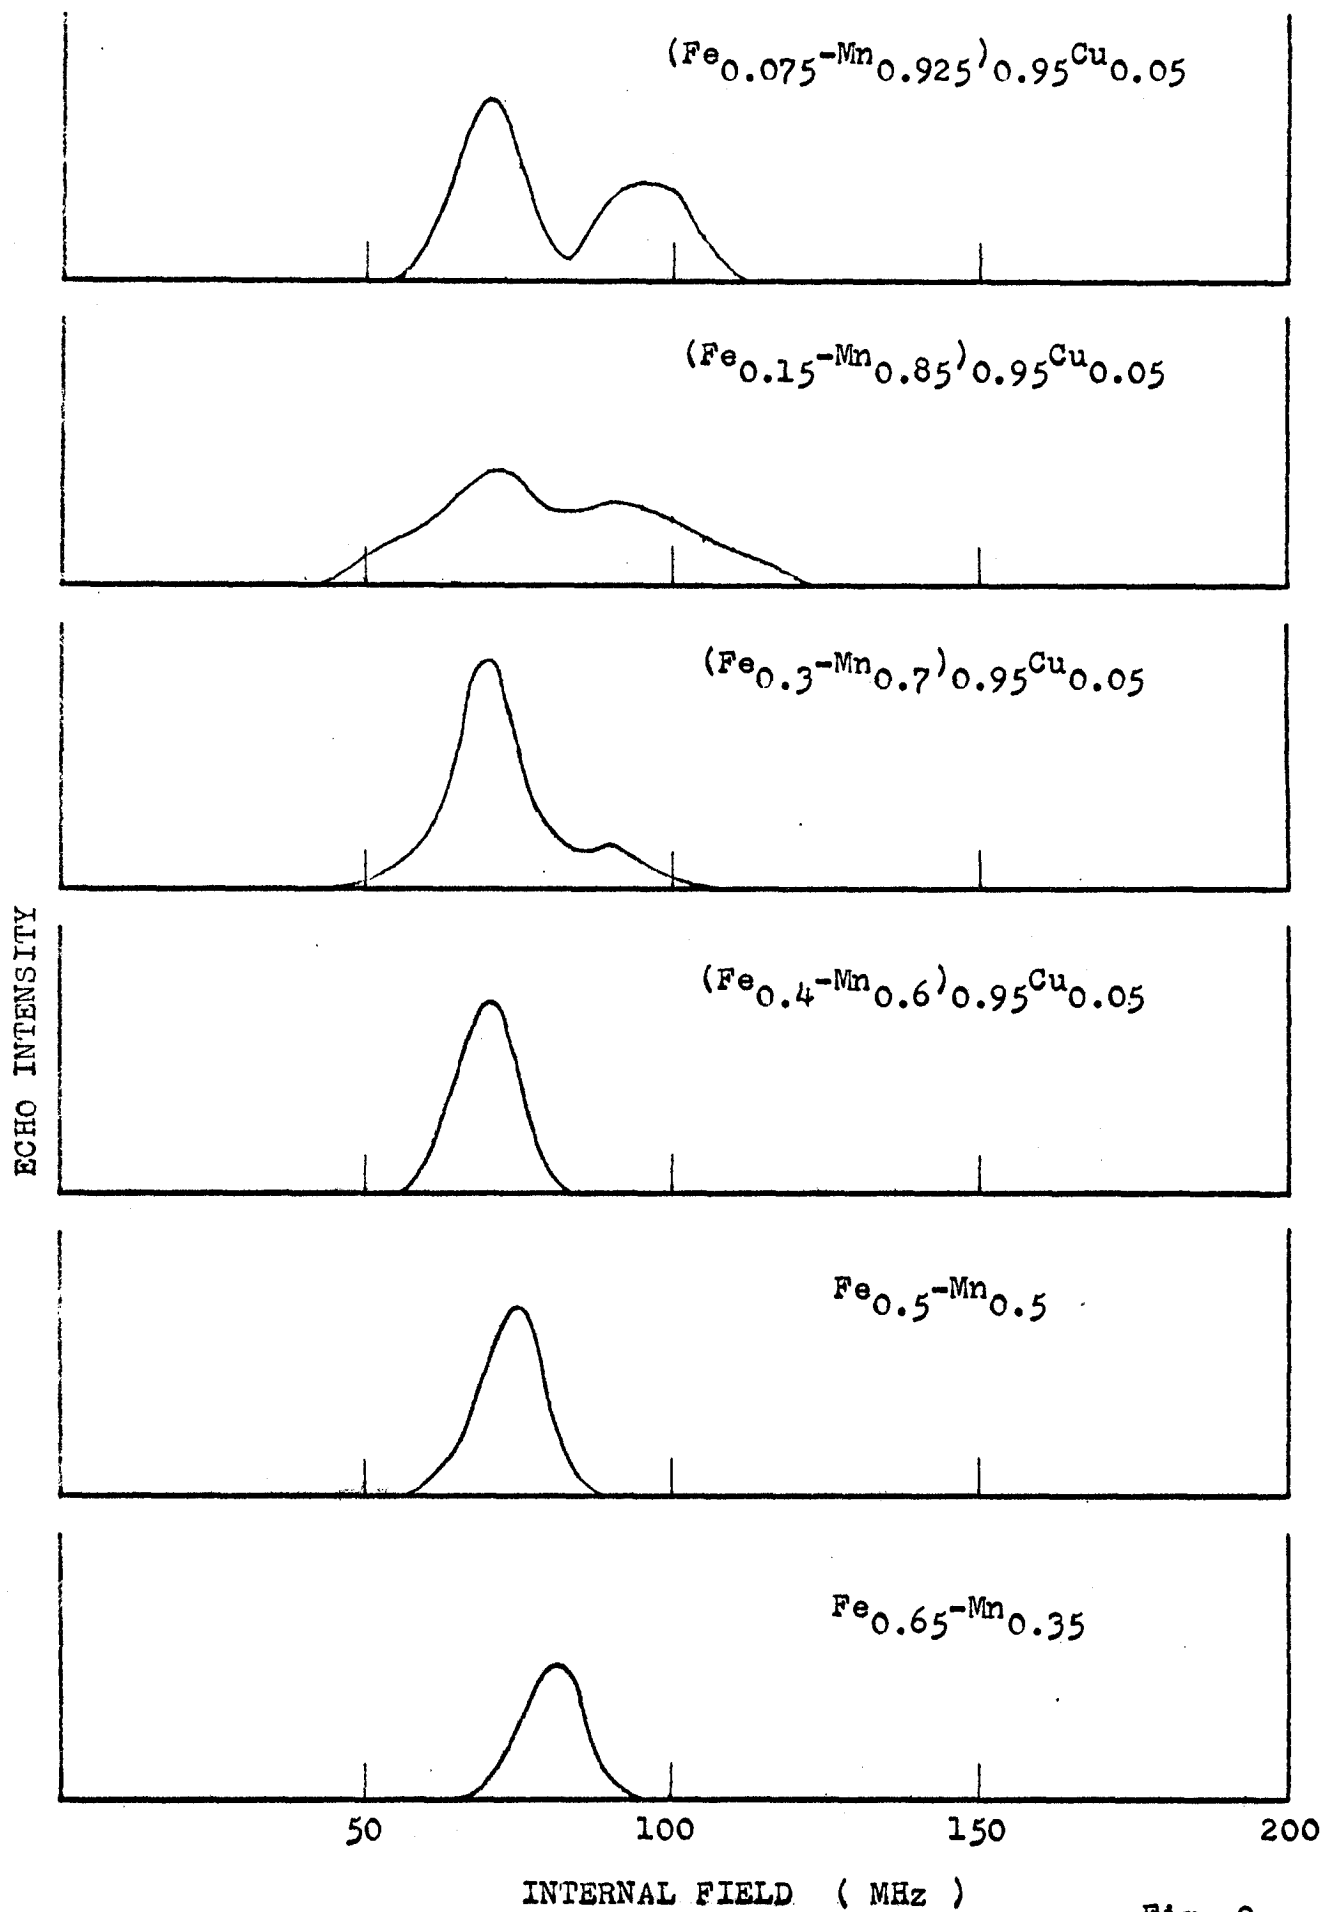 (Fe0.075-Mn0.925)0.95Cu0.05
(Fe0.15-Mn0.85)0.95Cu0.05
(Fe0.3-Mn0.7)0.95Cu0.05
(Fe0.4-Mn0.6)0.95Cu0.05
Fe0.5-Mn0.5
Fe0.65-Mn0.35
ECHO INTENSITY
50 100 150 200
INTERNAL FIELD ( MHz )